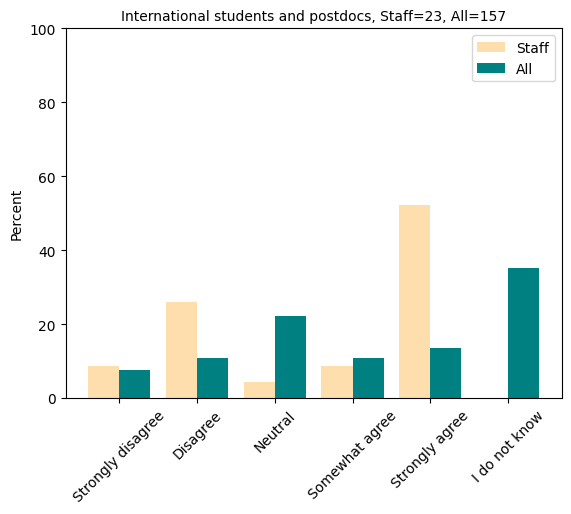 International students and postdocs, Staff=23, All=157
100
80
60
40
20
0
Percent
Staff
All
Strongly disagree
Disagree
Neutral
Somewhat agree
Strongly agree
I do not know